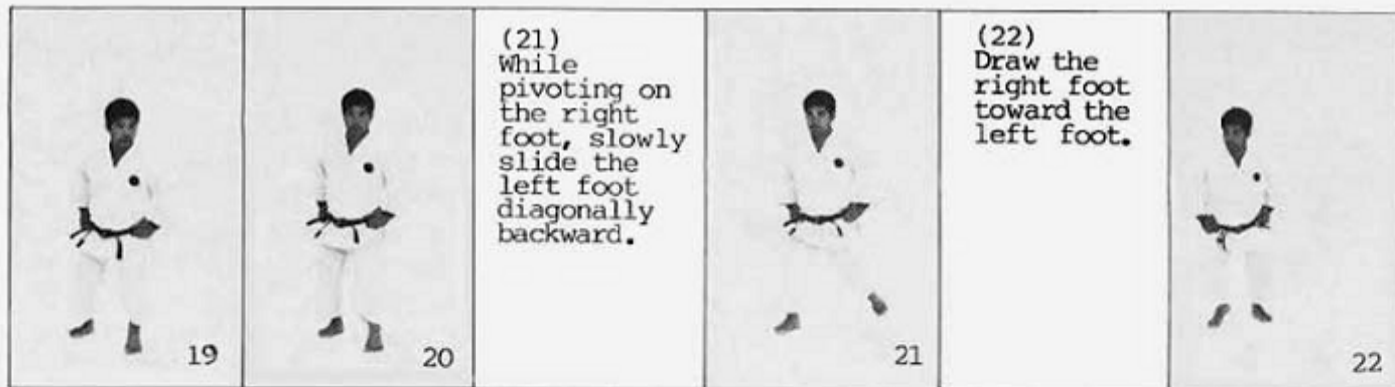 19
20
(21)
While
pivoting on
the right
foot, slowly
slide the
left foot
diagonally
backward.
21
(22)
Draw the
right foot
toward the
left foot.
22